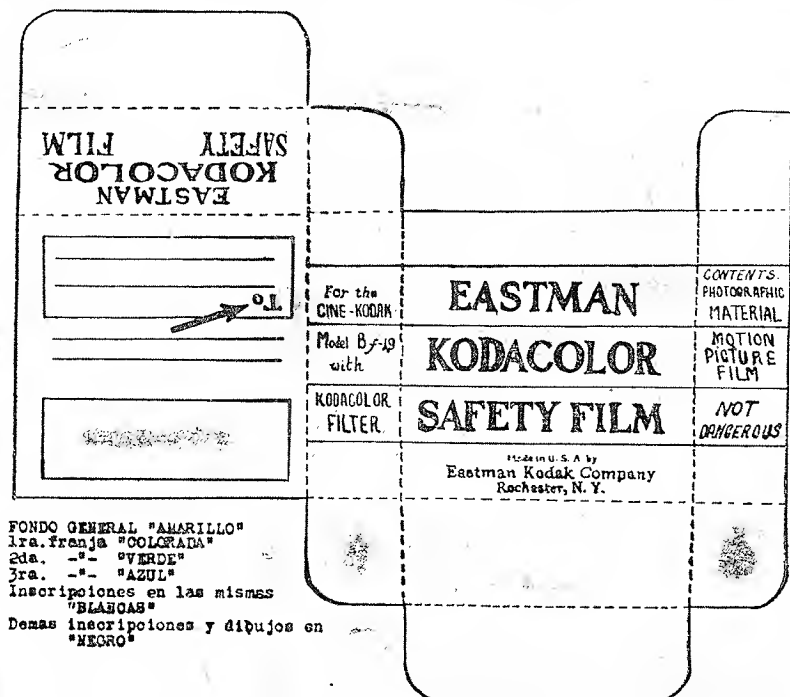 EASTMAN
KODACOLOR
SAFETY FILM
To
For the
CINE-KODAK
Model B f-19
with
KODACOLOR
FILTER
EASTMAN
KODACOLOR
SAFETY FILM
Made in U. S. A by
Eastman Kodak Company
Rochester, N. Y.
CONTENTS.
PHOTOGRAPHIC
MATERIAL
MOTION
PICTURE
FILM
NOT
DANGEROUS
FONDO GENERAL "AMARILLO"
1ra. franja "COLORADA"
2da. -"- "VERDE"
3ra. -"- "AZUL"
Inscripciones en las mismas
"BLANCAS"
Demas inscripciones y dibujos en
"NEGRO"